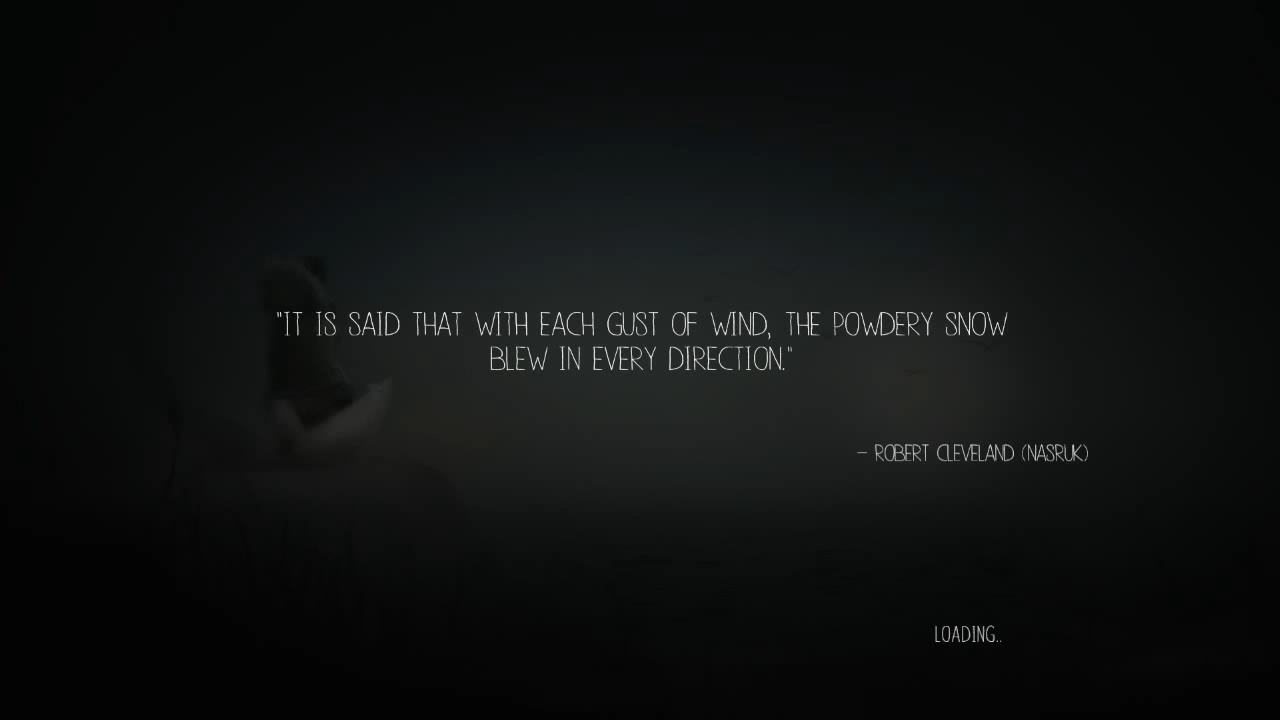 "IT IS SAID THAT WITH EACH GUST OF WIND, THE POWDERY SNOW
BLEW IN EVERY DIRECTION."
- ROBERT CLEVELAND (NASRUK)
LOADING..